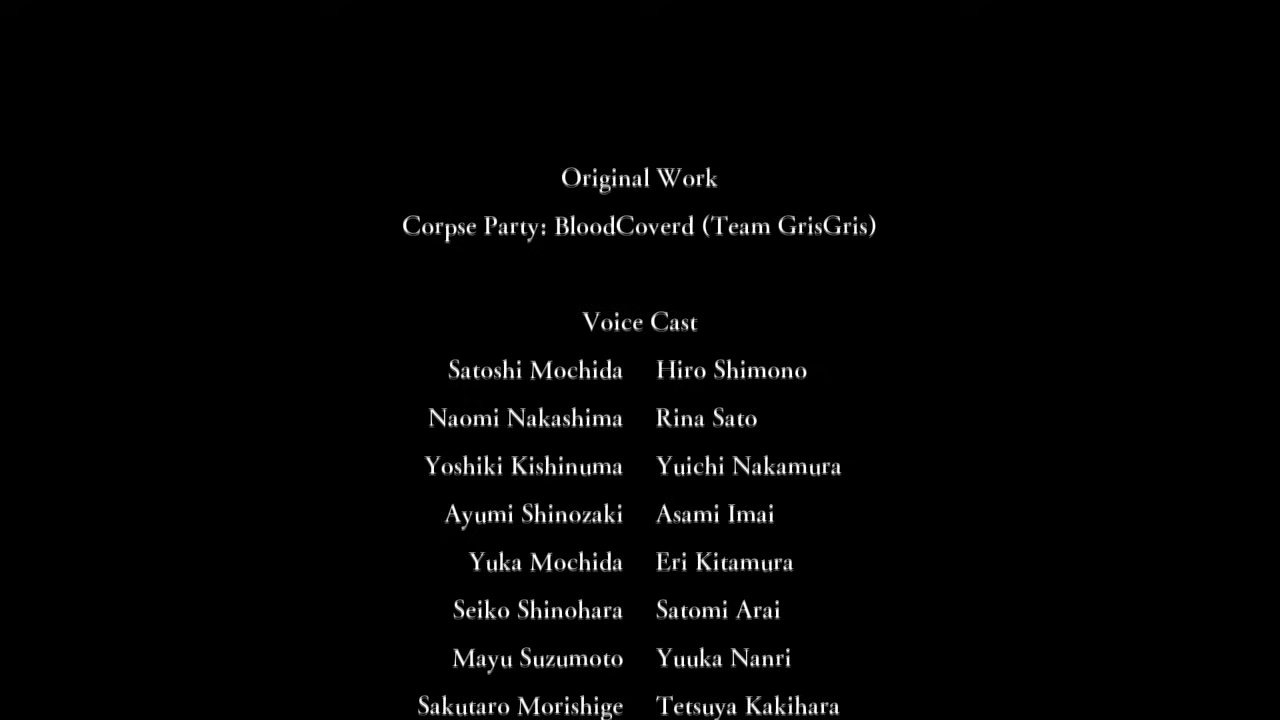 Original Work
Corpse Party: BloodCoverd (Team GrisGris)
Voice Cast
Satoshi Mochida Hiro Shimono
Naomi Nakashima Rina Sato
Yoshiki Kishinuma Yuichi Nakamura
Ayumi Shinozaki Asami Imai
Yuka Mochida Eri Kitamura
Seiko Shinohara Satomi Arai
Mayu Suzumoto Yuuka Nanri
Sakutaro Morishige Tetsuya Kakihara